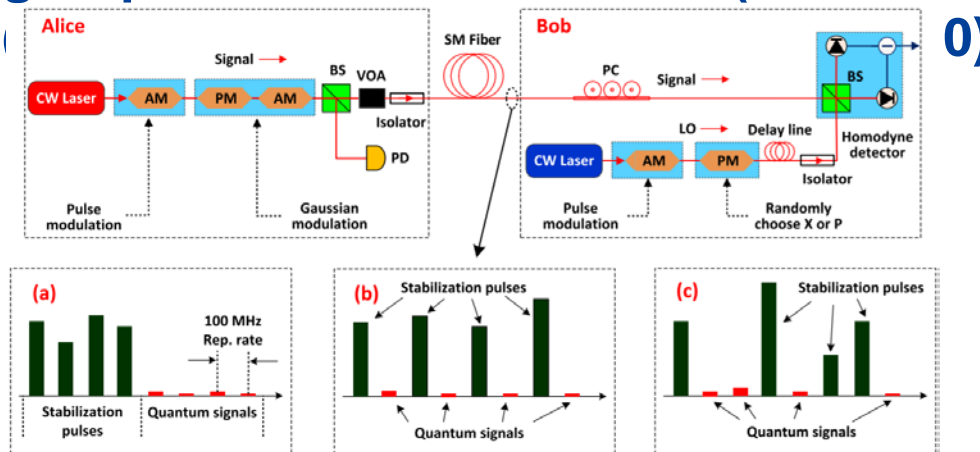 0)
Alice
Signal
CW Laser
AM
PM
AM
BS
VOA
Isolator
PD
Pulse
modulation
Gaussian
modulation
SM Fiber
Bob
PC
Signal
BS
LO
Delay line
Homodyne
detector
CW Laser
AM
PM
Isolator
Pulse
modulation
Randomly
choose X or P
(a)
100 MHz
Rep. rate
Stabilization
pulses
Quantum signals
(b)
Stabilization pulses
Quantum signals
(c)
Stabilization pulses
Quantum signals